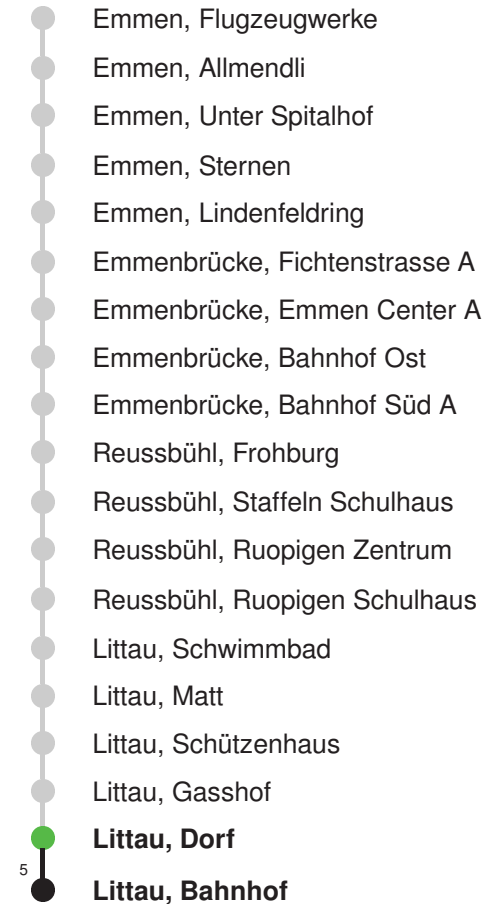 Emmen, Flugzeugwerke
Emmen, Allmendli
Emmen, Unter Spitalhof
Emmen, Sternen
Emmen, Lindenfeldring
Emmenbrücke, Fichtenstrasse A
Emmenbrücke, Emmen Center A
Emmenbrücke, Bahnhof Ost
Emmenbrücke, Bahnhof Süd A
Reussbühl, Frohburg
Reussbühl, Staffeln Schulhaus
Reussbühl, Ruopigen Zentrum
Reussbühl, Ruopigen Schulhaus
Littau, Schwimmbad
Littau, Matt
Littau, Schützenhaus
Littau, Gasshof
Littau, Dorf
5
Littau, Bahnhof